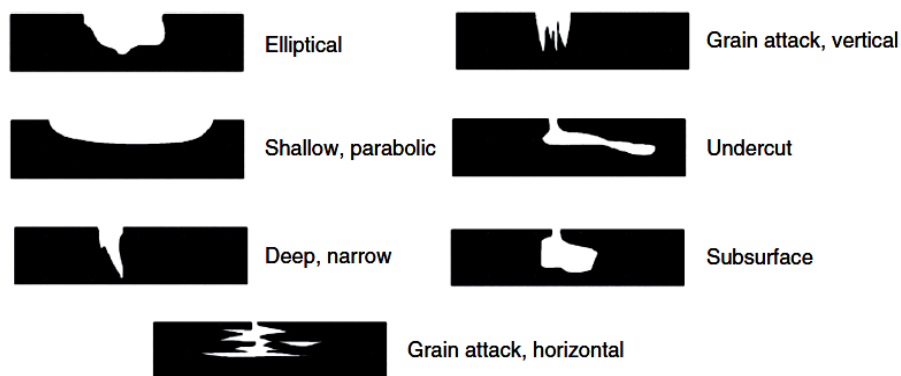 Elliptical
Grain attack, vertical
Shallow, parabolic
Undercut
Deep, narrow
Subsurface
Grain attack, horizontal